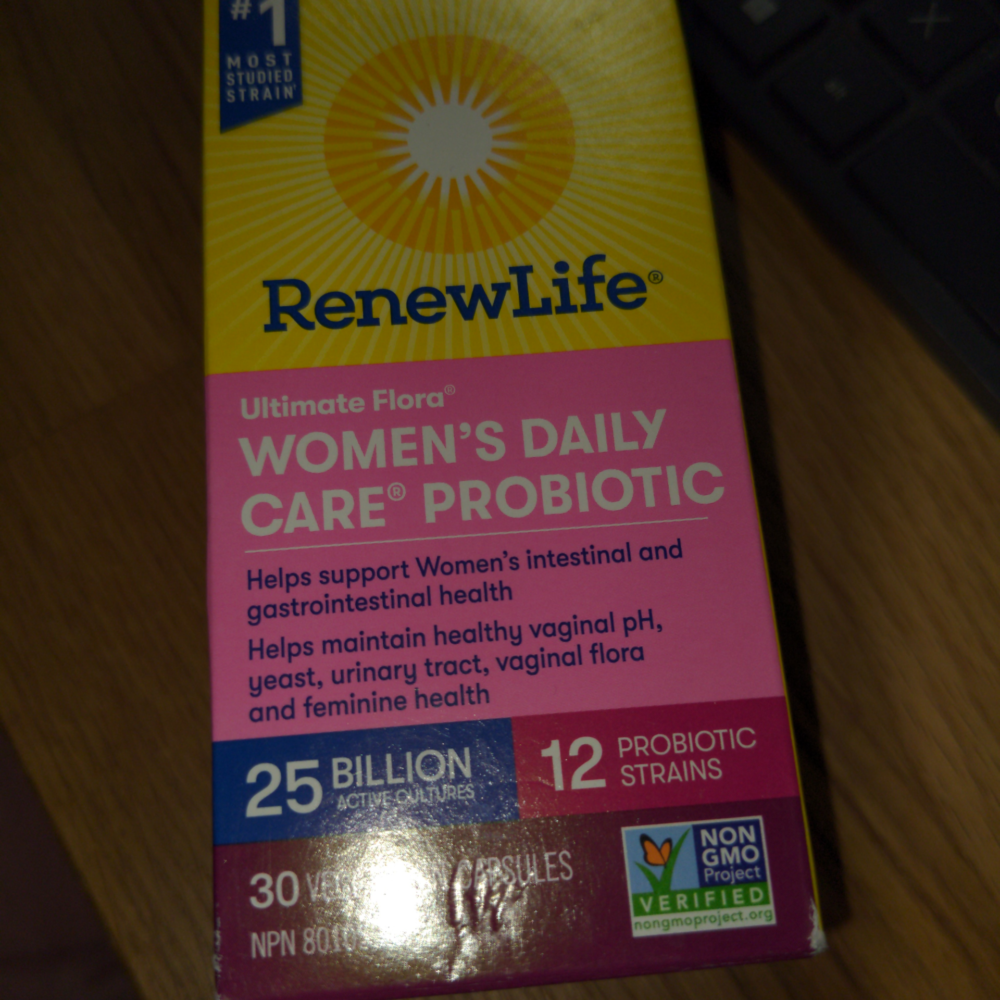 #1
MOST
STUDIED
STRAIN
RenewLife®
Ultimate Flora®
WOMEN'S DAILY
CARE® PROBIOTIC
Helps support Women's intestinal and
gastrointestinal health
Helps maintain healthy vaginal pH,
yeast, urinary tract, vaginal flora
and feminine health
25 BILLION
ACTIVE CULTURES
12 PROBIOTIC
STRAINS
30 CAPSULES
NPN
NON
GMO
Project
VERIFIED
nongmoproject.org